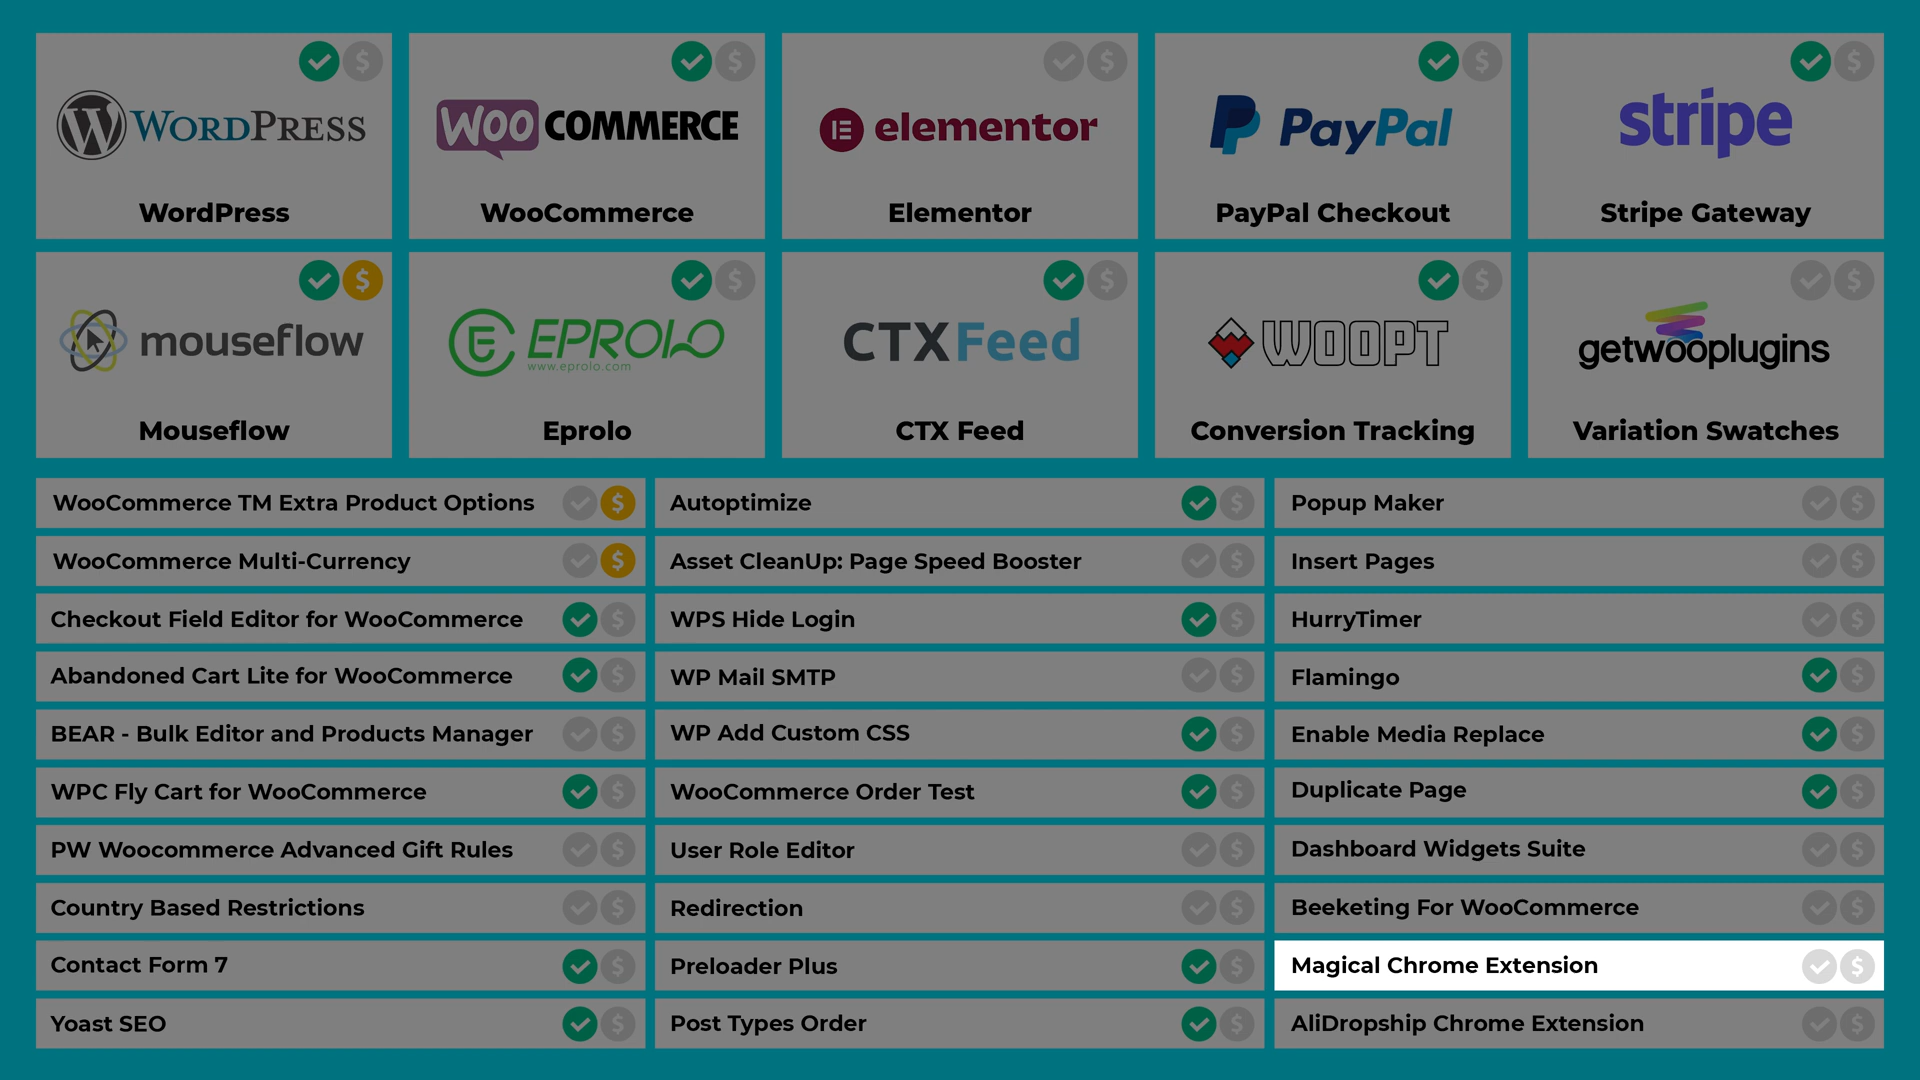 WORDPRESS
WordPress
WOO COMMERCE
WooCommerce
elementor
Elementor
PayPal
PayPal Checkout
stripe
Stripe Gateway
mouseflow
Mouseflow
EPROLO
www.eprolo.com
Eprolo
CTX Feed
CTX Feed
WOOPT
Conversion Tracking
getwooplugins
Variation Swatches
WooCommerce TM Extra Product Options
WooCommerce Multi-Currency
Checkout Field Editor for WooCommerce
Abandoned Cart Lite for WooCommerce
BEAR - Bulk Editor and Products Manager
WPC Fly Cart for WooCommerce
PW Woocommerce Advanced Gift Rules
Country Based Restrictions
Contact Form 7
Yoast SEO
Autoptimize
Asset CleanUp: Page Speed Booster
WPS Hide Login
WP Mail SMTP
WP Add Custom CSS
WooCommerce Order Test
User Role Editor
Redirection
Preloader Plus
Post Types Order
Popup Maker
Insert Pages
HurryTimer
Flamingo
Enable Media Replace
Duplicate Page
Dashboard Widgets Suite
Beeketing For WooCommerce
Magical Chrome Extension
AliDropship Chrome Extension